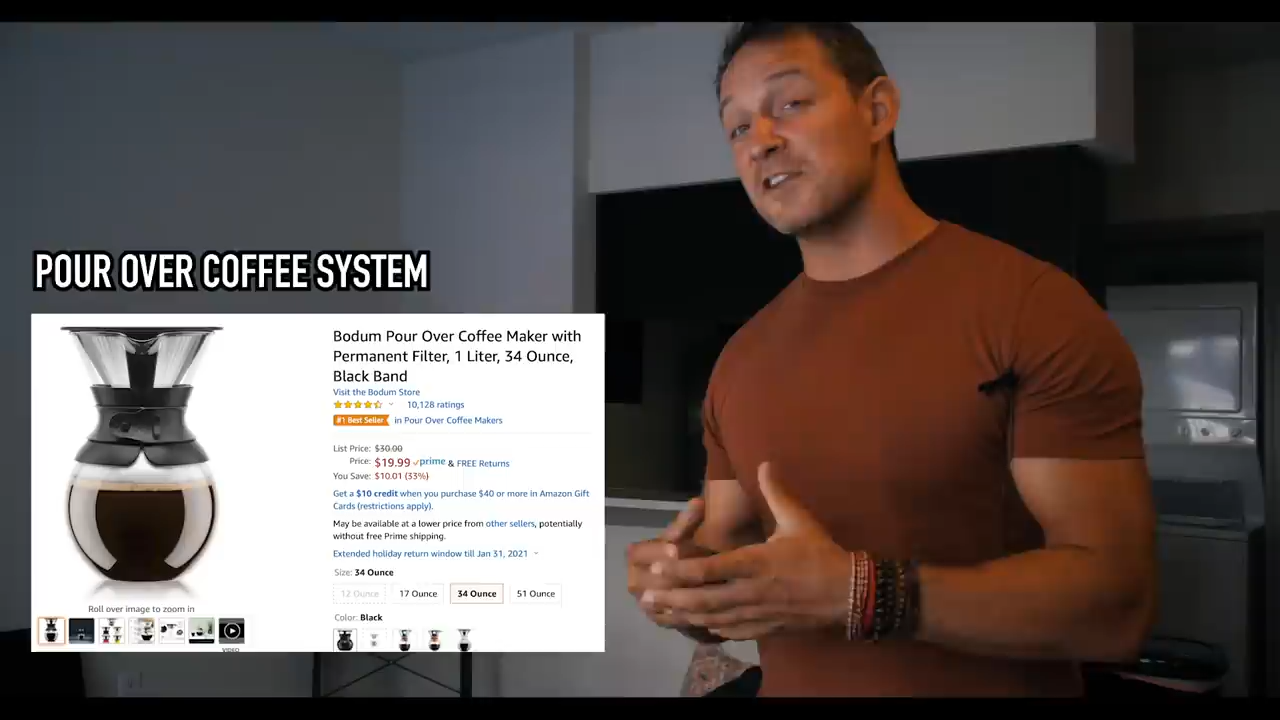 POUR OVER COFFEE SYSTEM
Bodum Pour Over Coffee Maker with
Permanent Filter, 1 Liter, 34 Ounce,
Black Band
Visit the Bodum Store
10,128 ratings
#1 Best Seller in Pour Over Coffee Makers
List Price: $30.00
Price: $19.99 prime & FREE Returns
You Save: $10.01 (33%)
Get a $10 credit when you purchase $40 or more in Amazon Gift
Cards (restrictions apply).
May be available at a lower price from other sellers, potentially
without free Prime shipping.
Extended holiday return window till Jan 31, 2021
Size: 34 Ounce
12 Ounce 17 Ounce 34 Ounce 51 Ounce
Roll over image to zoom in
Color: Black
VIDEO